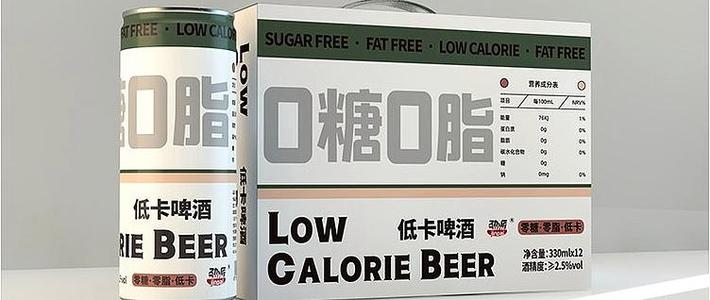 LOW CALOR
糖0脂
低卡啤酒
RIE BEER
零糖·零脂·低卡
LOW
低卡啤酒
SUGAR FREE · FAT FREE · LOW CALORIE · FAT FREE
0糖0脂
营养成分表
项目 每100mL NRV%
能量 76KJ 1%
蛋白质 0g 0%
脂肪 0g 0%
碳水化合物 0g 0%
糖 0g
钠 0mg 0%
LOW
CALORIE BEER
低卡啤酒
零糖·零脂·低卡
净含量:330mlx12
酒精度:≥2.5%vol